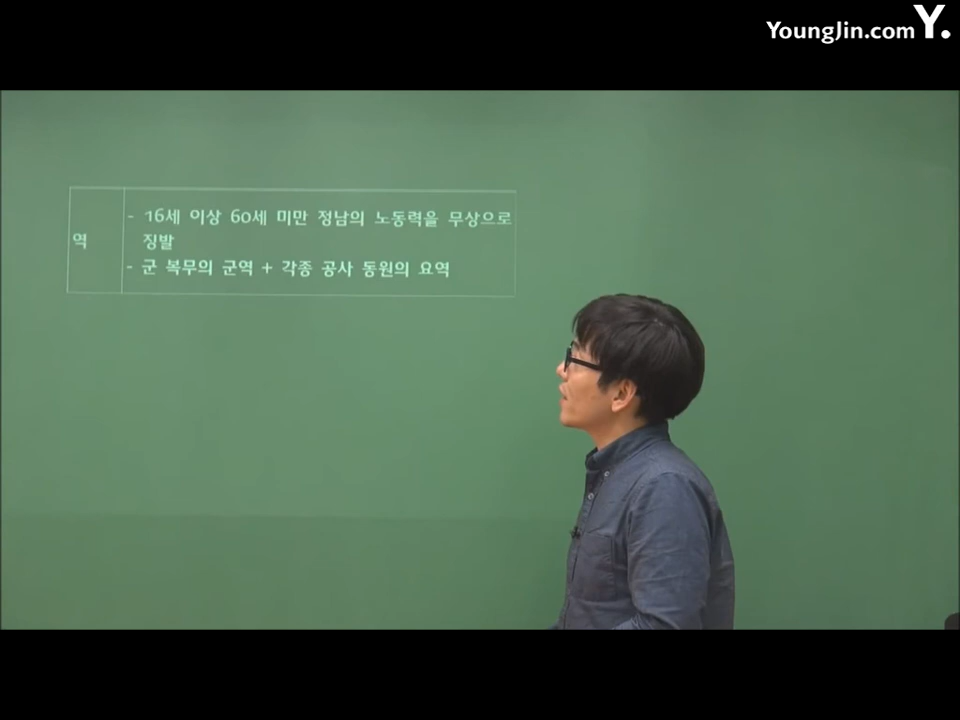 YoungJin.com Y.
역
- 16세 이상 60세 미만 정남의 노동력을 무상으로
징발
- 군 복무의 군역 + 각종 공사 동원의 요역